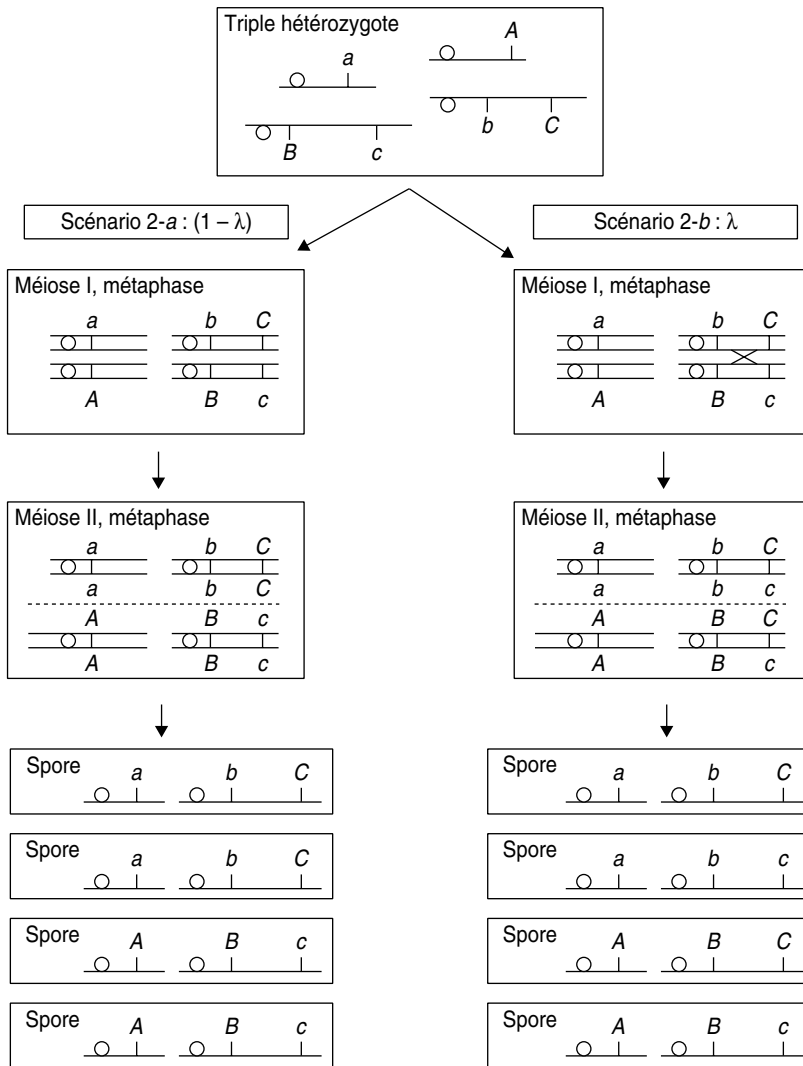 Triple hétérozygote
a
A
B c
b C
Scénario 2-a : (1 – λ)
Scénario 2-b : λ
Méiose I, métaphase
a b C
A B c
Méiose I, métaphase
a b C
A B c
Méiose II, métaphase
a b C
a b C
A B c
A B c
Méiose II, métaphase
a b C
a b c
A B C
A B c
Spore a b C
Spore a b C
Spore A B c
Spore A B c
Spore a b C
Spore a b c
Spore A B C
Spore A B c